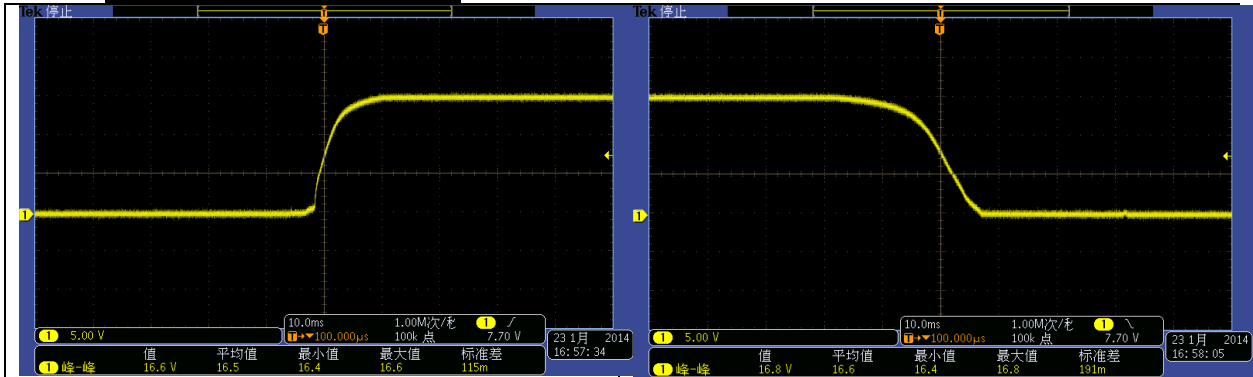 Tek 停止
T
T
1
10.0ms 1.00M次/秒 1 /
1 5.00 V
T→▼100.000μs 100k 点 7.70 V
值 平均值 最小值 最大值 标准差
1 峰-峰 16.6 V 16.5 16.4 16.6 115m
23 1月 2014
16:57:34
Tek 停止
T
T
1
10.0ms 1.00M次/秒 1 \
1 5.00 V
T→▼100.000μs 100k 点 7.70 V
值 平均值 最小值 最大值 标准差
1 峰-峰 16.8 V 16.6 16.4 16.8 191m
23 1月 2014
16:58:05